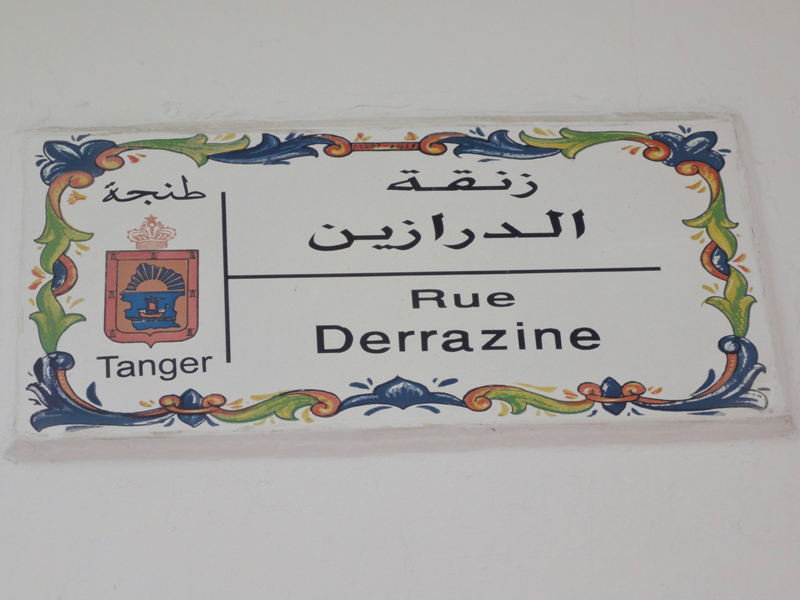 طنجة
Tanger
زنقة
الدرازين
Rue
Derrazine